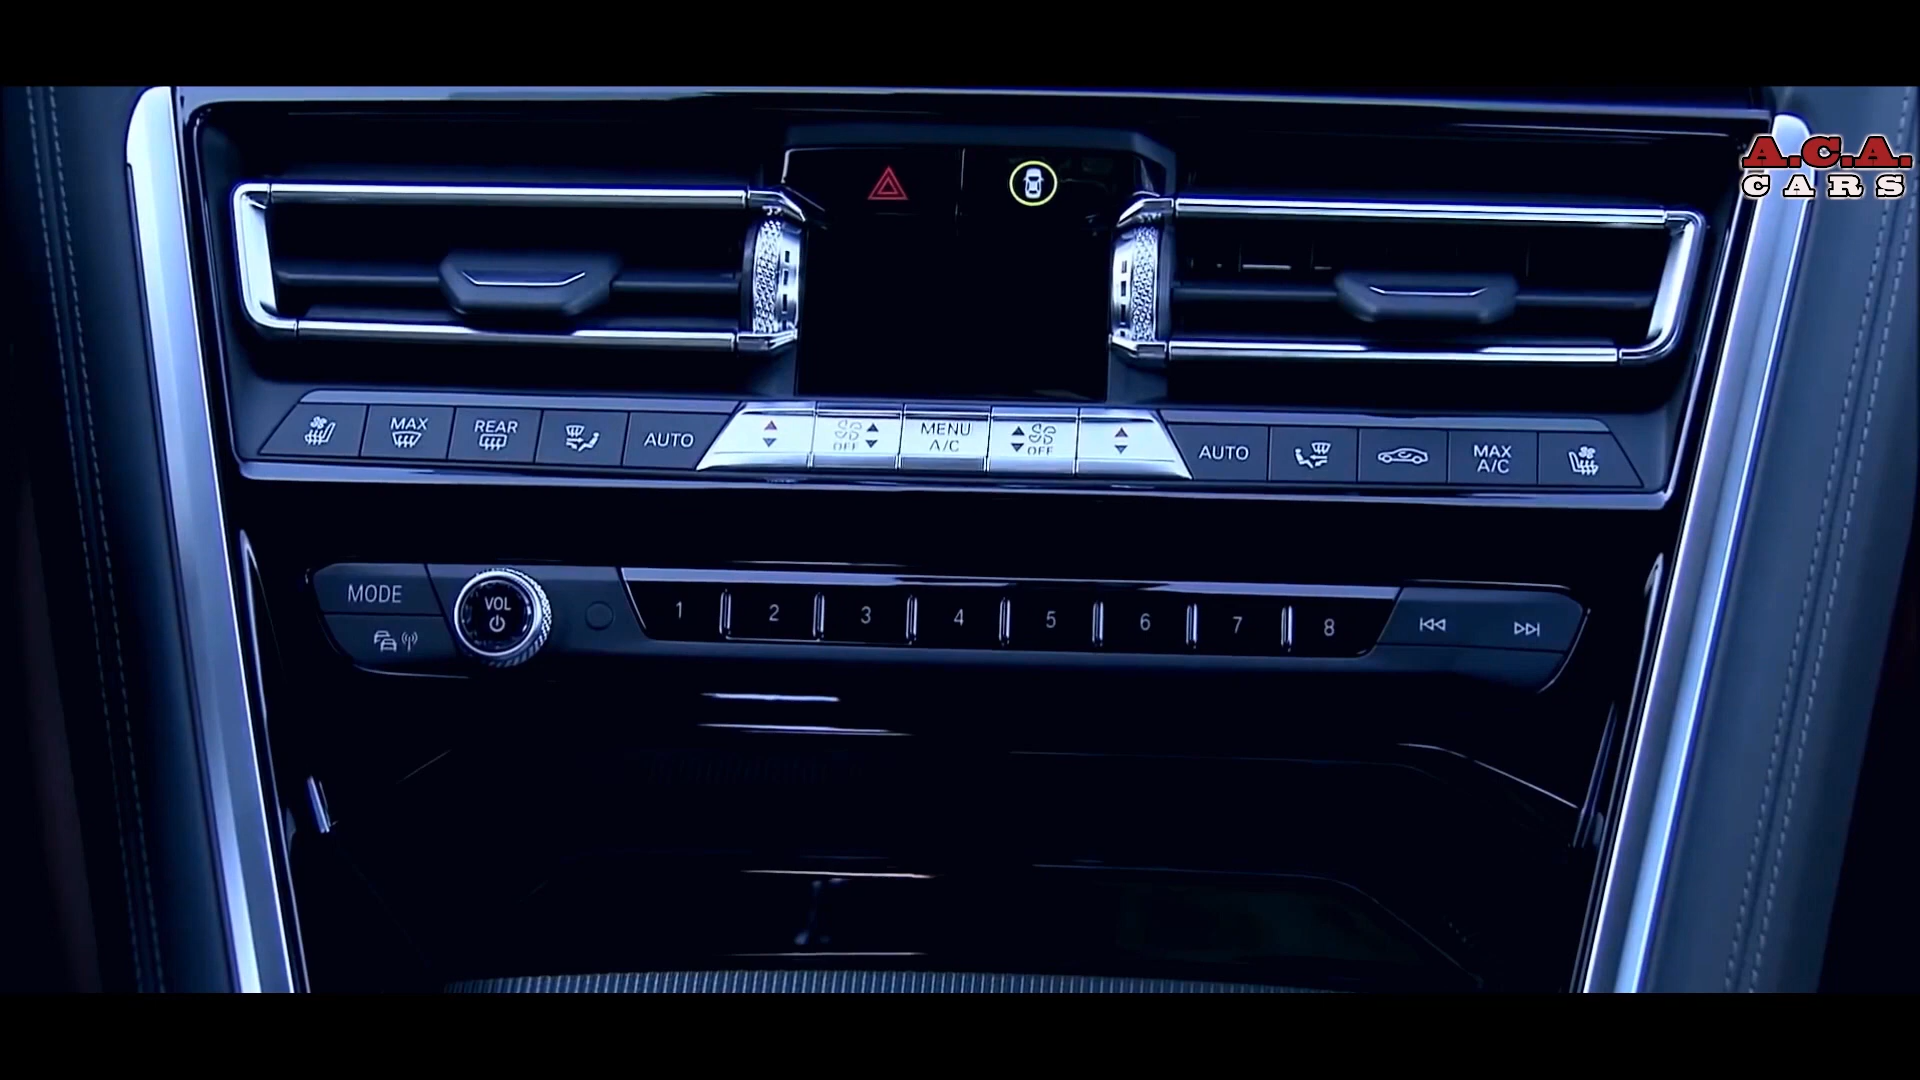 A.C.A.
CARS
MAX
REAR
AUTO
OFF
MENU
A/C
OFF
AUTO
MAX
A/C
MODE
VOL
1 2 3 4 5 6 7 8